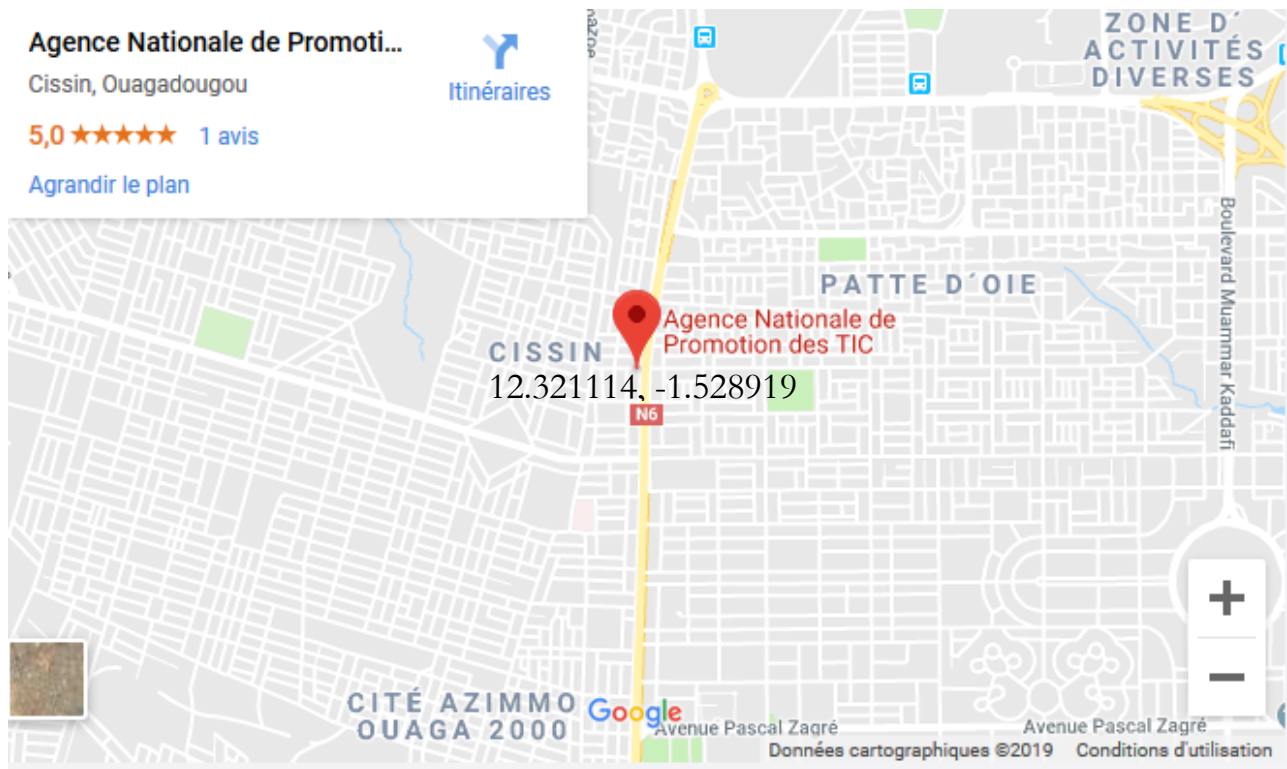 Agence Nationale de Promoti...
Cissin, Ouagadougou
Itinéraires
5,0 ★★★★★ 1 avis
Agrandir le plan
ZONE D´
ACTIVITÉS
DIVERSES
Boulevard Muammar Kaddafi
PATTE D´OIE
Agence Nationale de
Promotion des TIC
CISSIN
12.321114, -1.528919
N6
CITÉ AZIMMO
OUAGA 2000
Google
Avenue Pascal Zagré
Avenue Pascal Zagré
Données cartographiques ©2019 Conditions d'utilisation